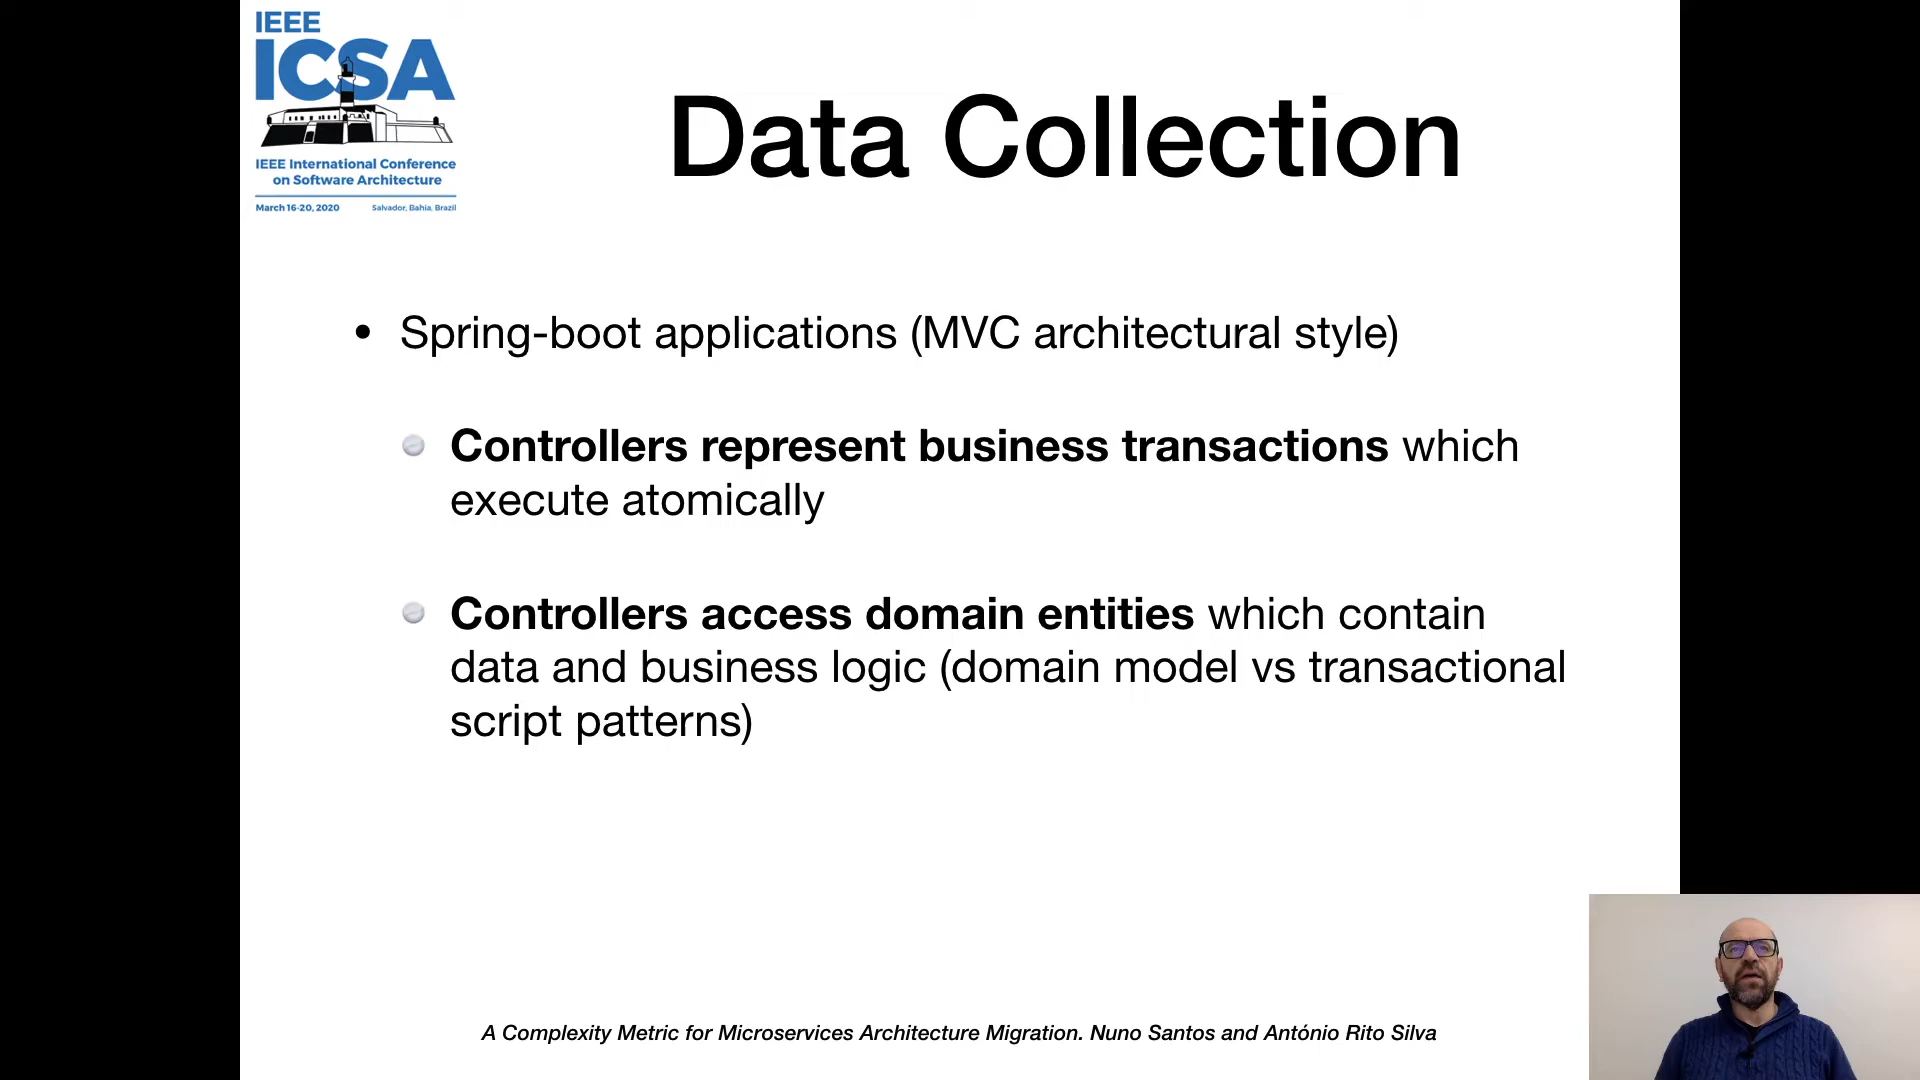 IEEE
ICSA
IEEE International Conference
on Software Architecture
March 16-20, 2020 Salvador, Bahia, Brazil
Data Collection
• Spring-boot applications (MVC architectural style)
Controllers represent business transactions which
execute atomically
Controllers access domain entities which contain
data and business logic (domain model vs transactional
script patterns)
A Complexity Metric for Microservices Architecture Migration. Nuno Santos and António Rito Silva